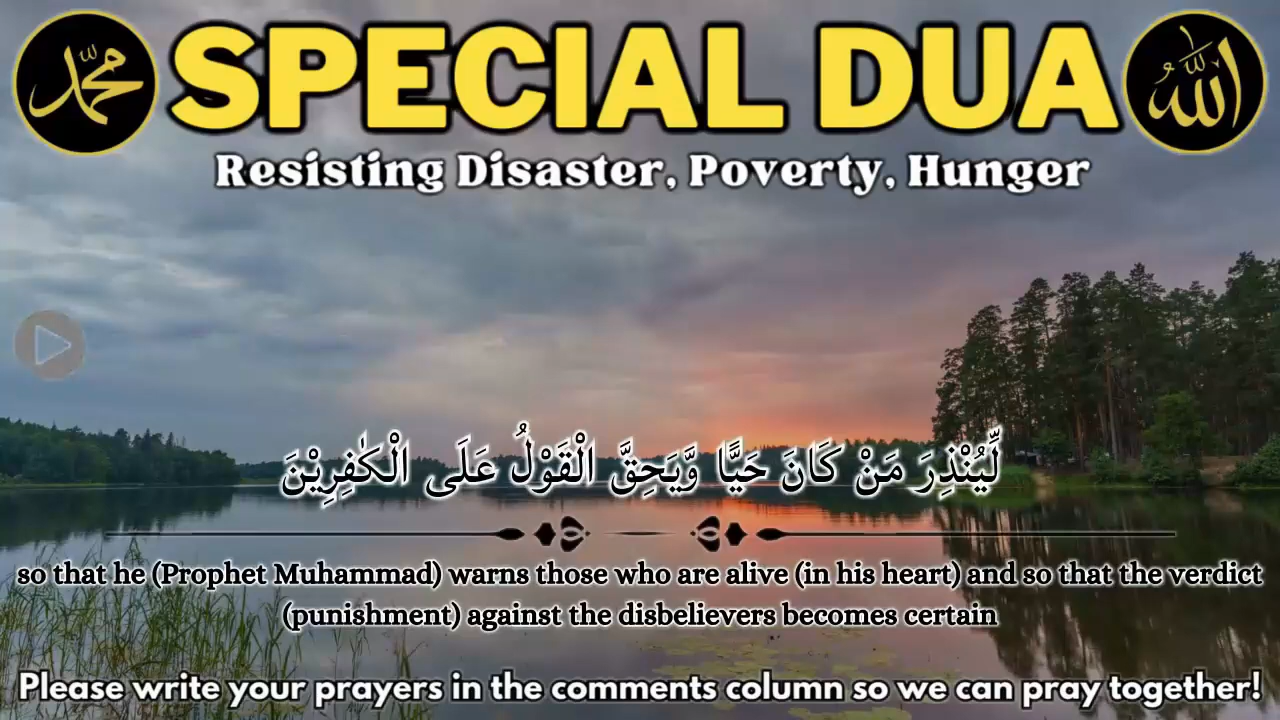 محمد
SPECIAL DUA
الله
Resisting Disaster, Poverty, Hunger
لِّيُنْذِرَ مَنْ كَانَ حَيًّا وَّيَحِقَّ الْقَوْلُ عَلَى الْكٰفِرِيْنَ
so that he (Prophet Muhammad) warns those who are alive (in his heart) and so that the verdict
(punishment) against the disbelievers becomes certain
Please write your prayers in the comments column so we can pray together!